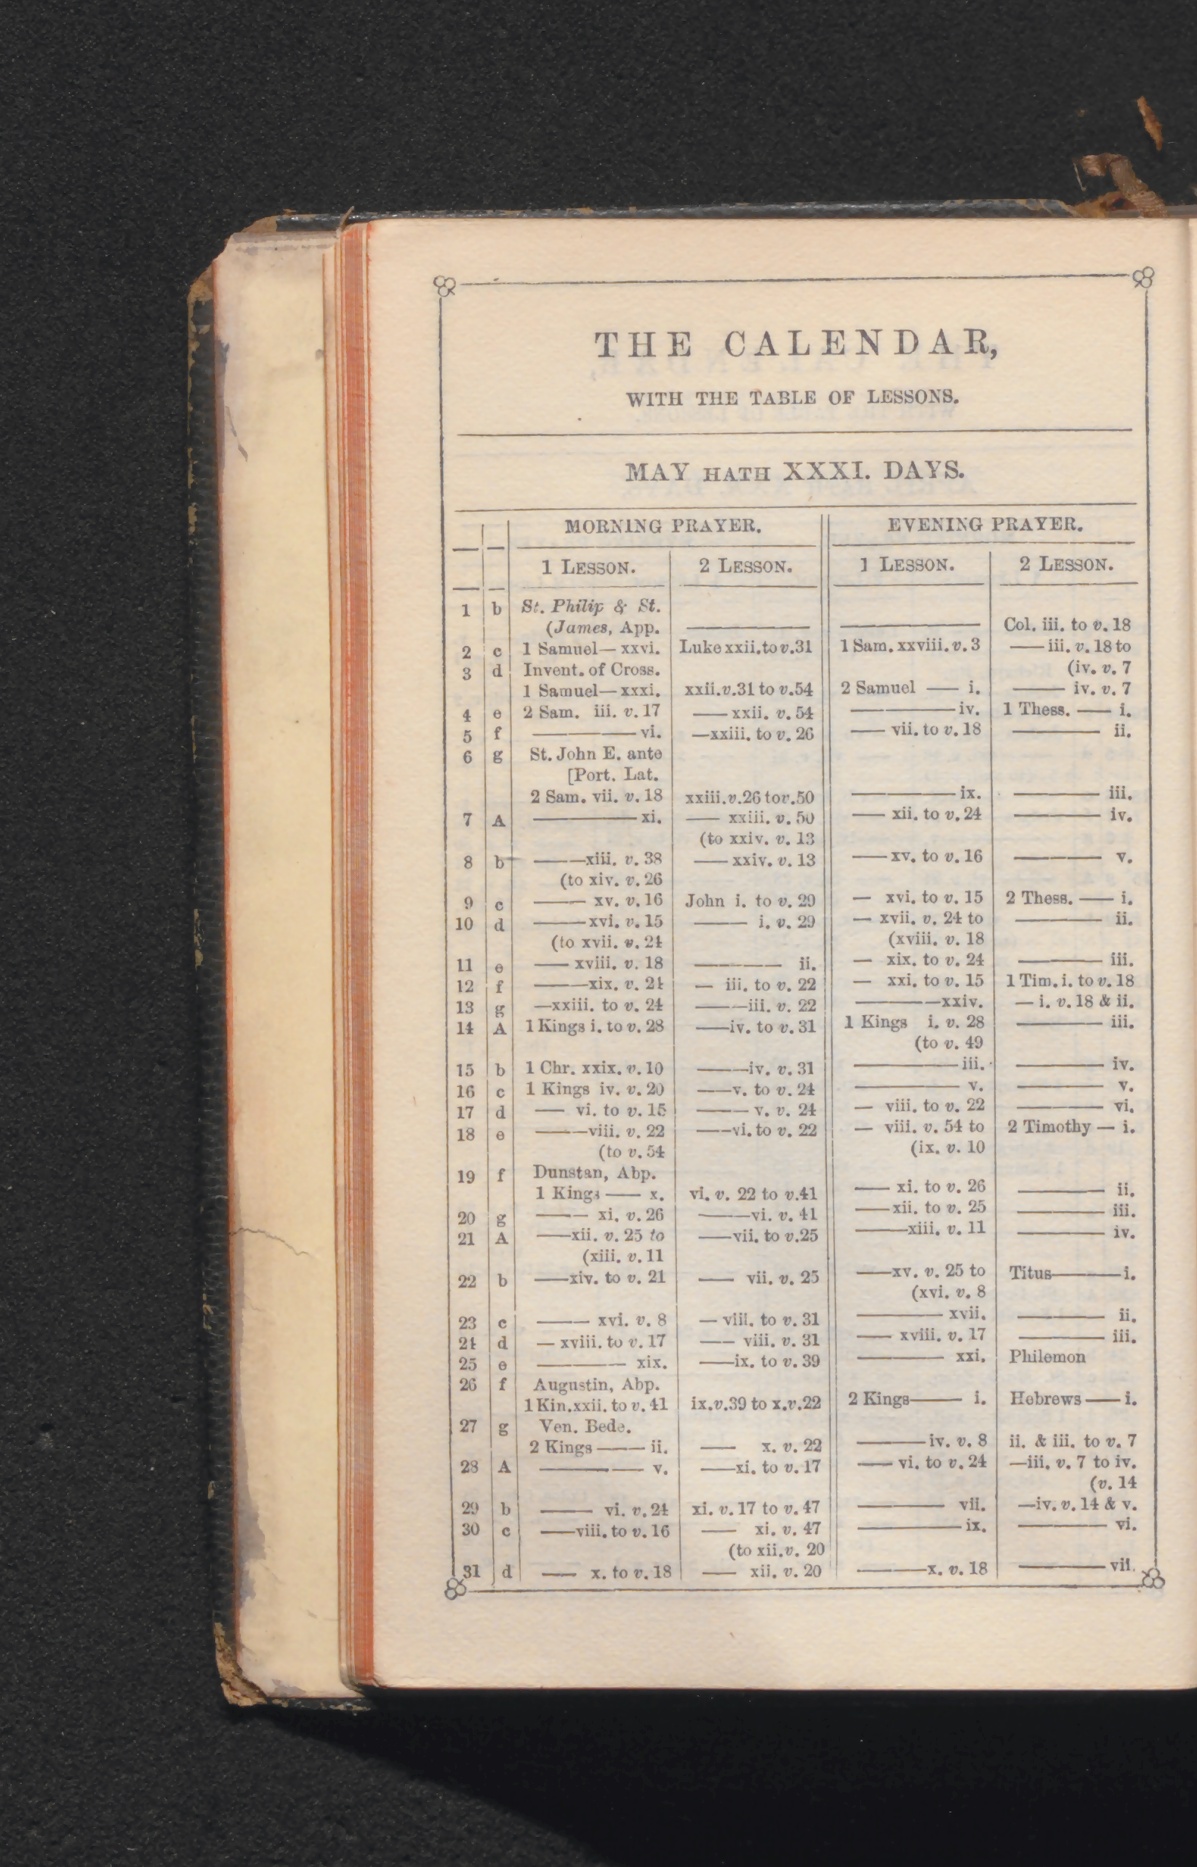 THE CALENDAR,
WITH THE TABLE OF LESSONS.
MAY HATH XXXI. DAYS.
MORNING PRAYER. EVENING PRAYER.
1 LESSON. 2 LESSON. 1 LESSON. 2 LESSON.
1 b St. Philip & St.
(James, App. ——— ——— Col. iii. to v. 18
2 c 1 Samuel—xxvi. Luke xxii. to v. 31 1 Sam. xxviii. v. 3 —— iii. v. 18 to
3 d Invent. of Cross. (iv. v. 7
1 Samuel—xxxi. xxii. v. 31 to v. 54 2 Samuel —— i. —— iv. v. 7
4 e 2 Sam. iii. v. 17 —— xxii. v. 54 ——— iv. 1 Thess. —— i.
5 f ——— vi. —xxiii. to v. 26 —— vii. to v. 18 ——— ii.
6 g St. John E. ante
[Port. Lat.
2 Sam. vii. v. 18 xxiii. v. 26 to v. 50 ——— ix. ——— iii.
7 A ——— xi. —— xxiii. v. 50 —— xii. to v. 24 ——— iv.
(to xxiv. v. 13
8 b ——xiii. v. 38 ——xxiv. v. 13 ——xv. to v. 16 ——— v.
(to xiv. v. 26
9 c —— xv. v. 16 John i. to v. 29 — xvi. to v. 15 2 Thess. —— i.
10 d ——xvi. v. 15 —— i. v. 29 — xvii. v. 24 to ——— ii.
(to xvii. v. 24 (xviii. v. 18
11 e —— xviii. v. 18 ——— ii. — xix. to v. 24 ——— iii.
12 f ——xix. v. 24 — iii. to v. 22 — xxi. to v. 15 1 Tim. i. to v. 18
13 g —xxiii. to v. 24 ——iii. v. 22 ———xxiv. — i. v. 18 & ii.
14 A 1 Kings i. to v. 28 ——iv. to v. 31 1 Kings i. v. 28 ——— iii.
(to v. 49
15 b 1 Chr. xxix. v. 10 ——iv. v. 31 ———iii. ——— iv.
16 c 1 Kings iv. v. 20 ——v. to v. 24 ——— v. ——— v.
17 d —— vi. to v. 15 —— v. v. 24 — viii. to v. 22 ——— vi.
18 e ——viii. v. 22 ——vi. to v. 22 — viii. v. 54 to 2 Timothy — i.
(to v. 54 (ix. v. 10
19 f Dunstan, Abp.
1 Kings —— x. vi. v. 22 to v. 41 —— xi. to v. 26 ——— ii.
20 g —— xi. v. 26 ——vi. v. 41 ——xii. to v. 25 ——— iii.
21 A ——xii. v. 25 to ——vii. to v. 25 ——xiii. v. 11 ——— iv.
(xiii. v. 11
22 b ——xiv. to v. 21 —— vii. v. 25 ——xv. v. 25 to Titus———i.
(xvi. v. 8
23 c —— xvi. v. 8 — viii. to v. 31 ——— xvii. ——— ii.
24 d — xviii. to v. 17 —— viii. v. 31 —— xviii. v. 17 ——— iii.
25 e ——— xix. ——ix. to v. 39 ——— xxi. Philemon
26 f Augustin, Abp.
1 Kin. xxii. to v. 41 ix. v. 39 to x. v. 22 2 Kings—— i. Hebrews —— i.
27 g Ven. Bede.
2 Kings —— ii. —— x. v. 22 ——iv. v. 8 ii. & iii. to v. 7
28 A ——— v. ——xi. to v. 17 —— vi. to v. 24 —iii. v. 7 to iv.
(v. 14
29 b —— vi. v. 24 xi. v. 17 to v. 47 ——— vii. —iv. v. 14 & v.
30 c ——viii. to v. 16 —— xi. v. 47 ———ix. ——— vi.
(to xii. v. 20
31 d —— x. to v. 18 —— xii. v. 20 ———x. v. 18 ———vii.